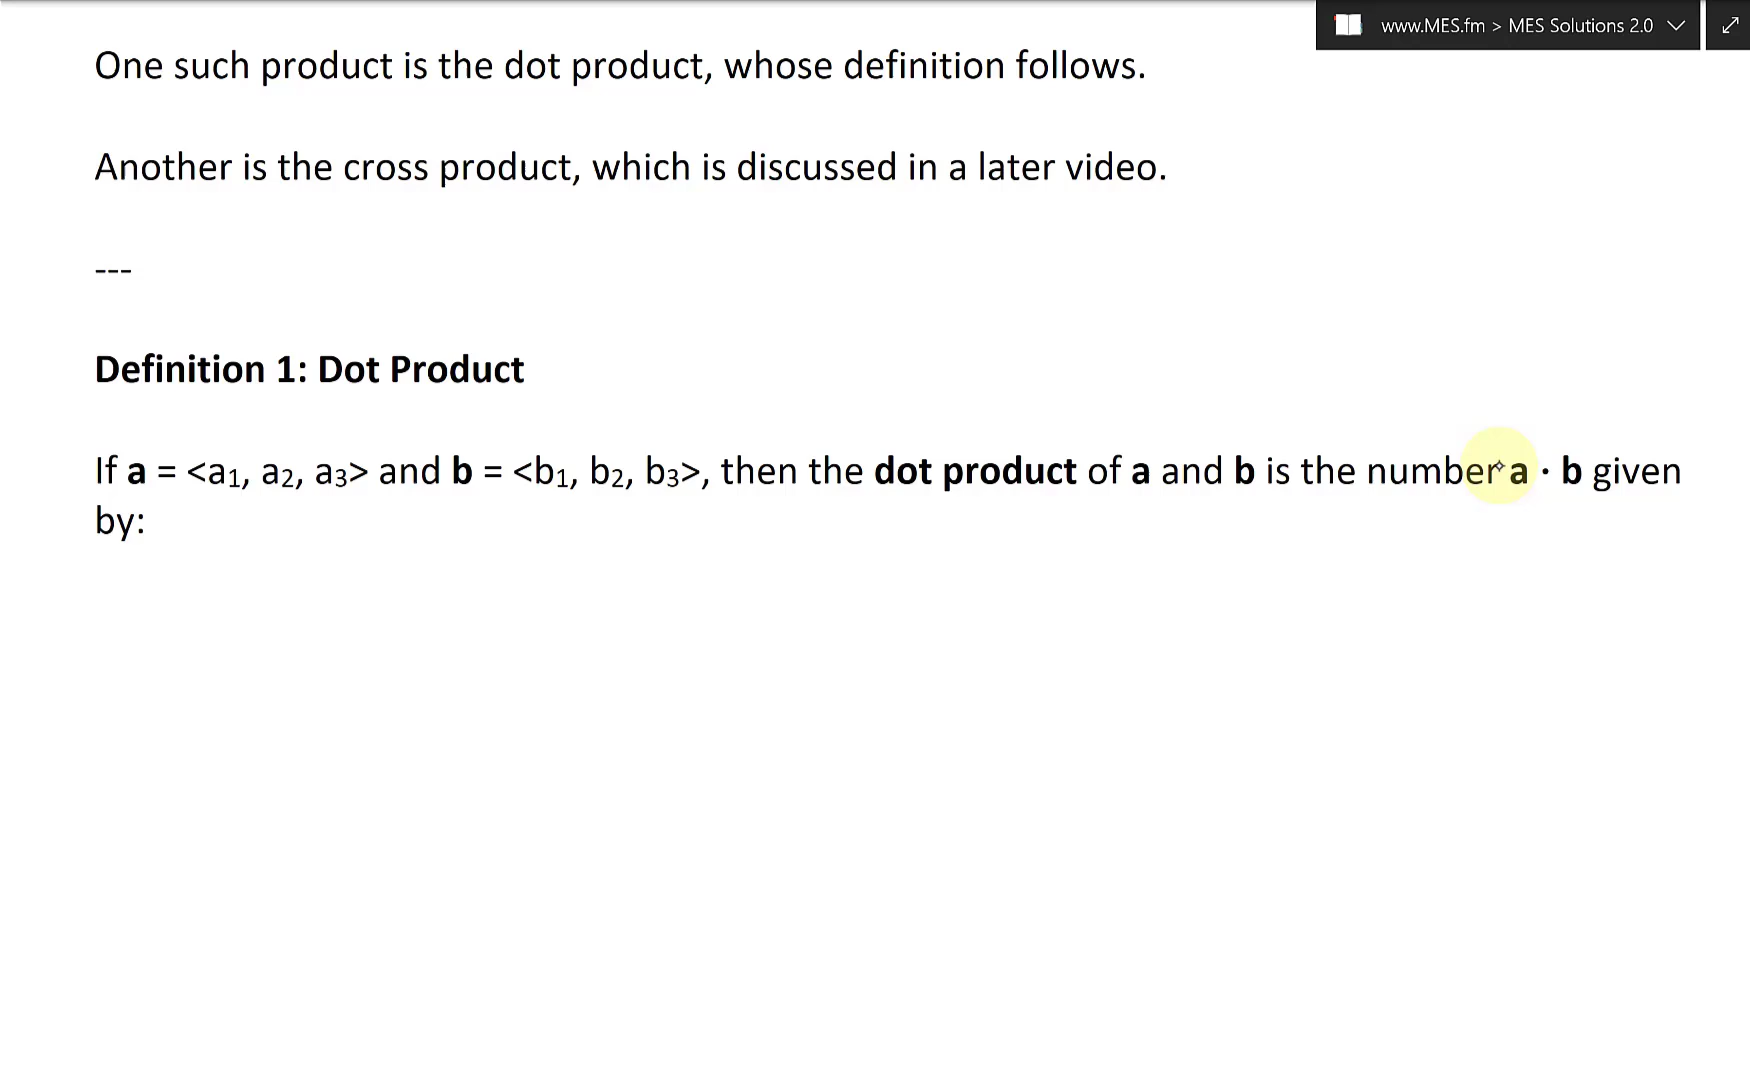 www.MES.fm > MES Solutions 2.0
One such product is the dot product, whose definition follows.
Another is the cross product, which is discussed in a later video.
---
Definition 1: Dot Product
If a = <a₁, a₂, a₃> and b = <b₁, b₂, b₃>, then the dot product of a and b is the number a · b given
by: